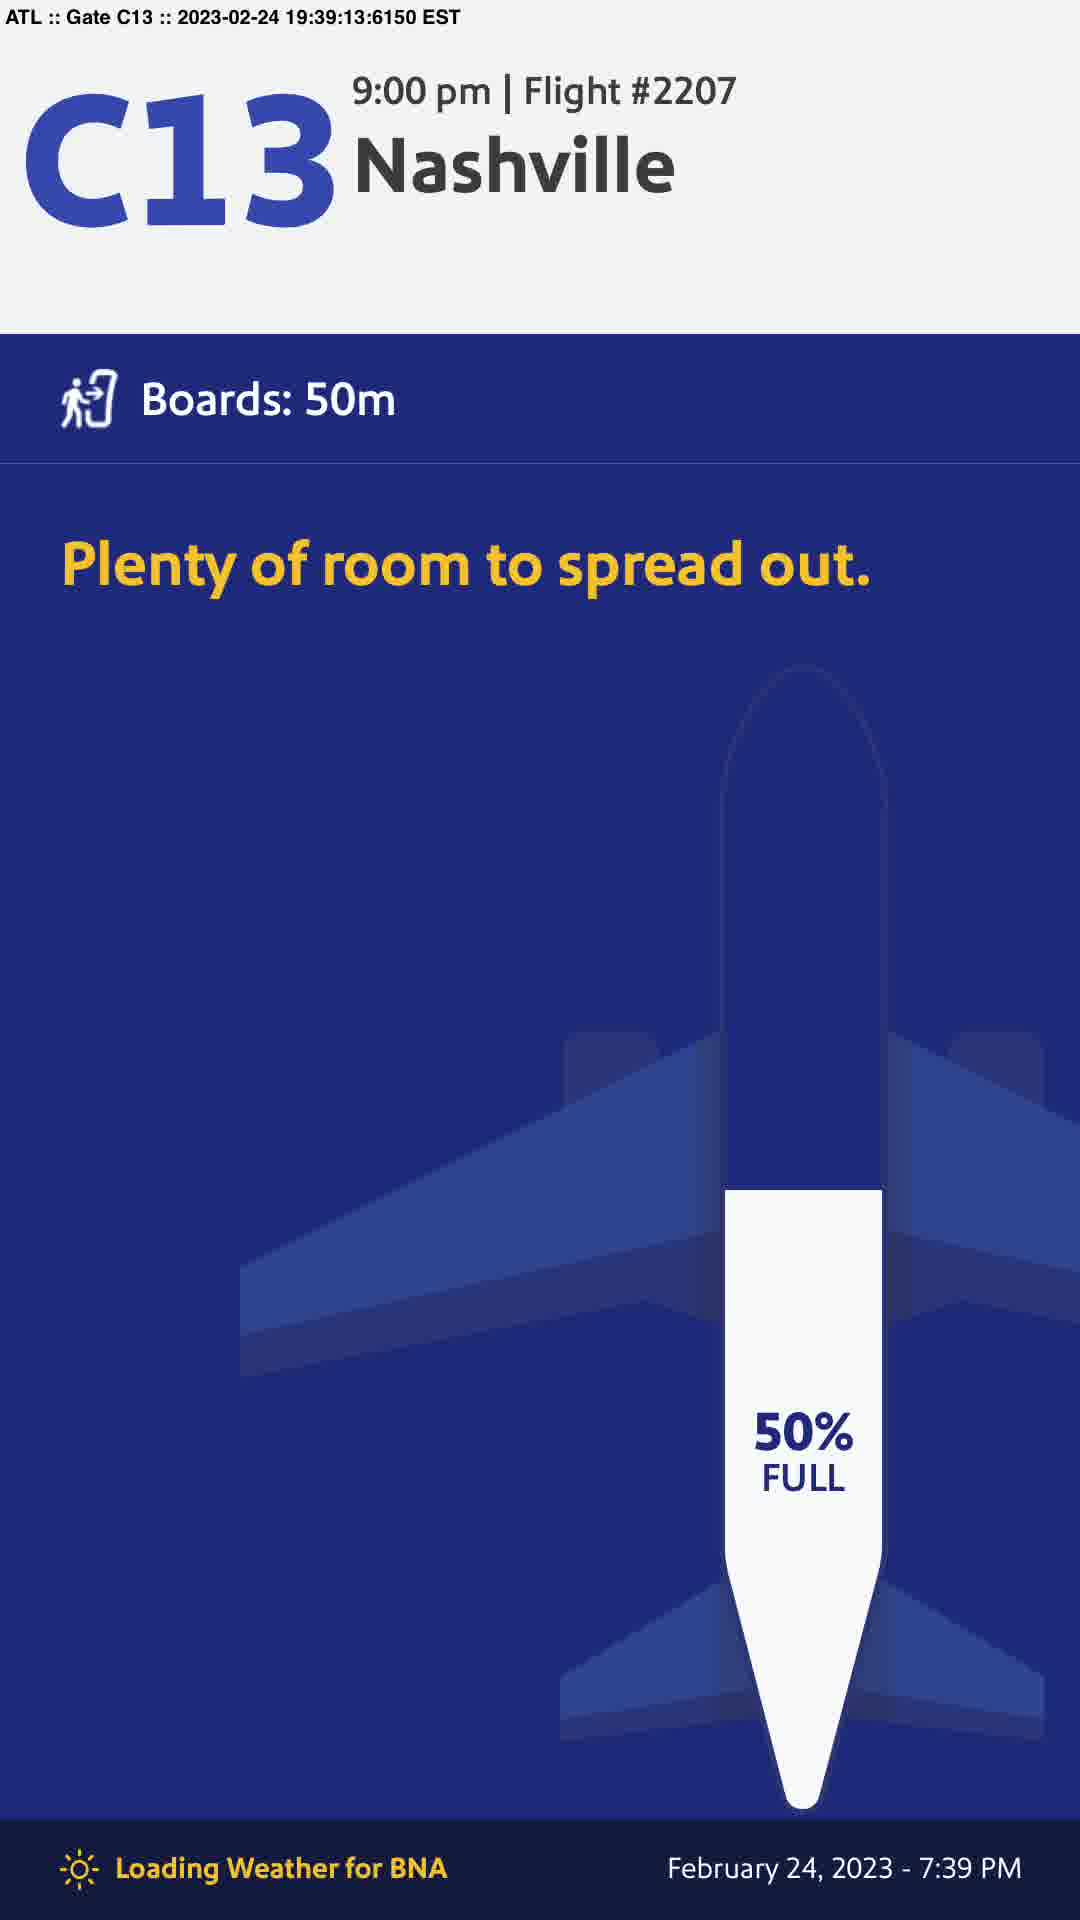 ATL :: Gate C13 :: 2023-02-24 19:39:13:6150 EST
C13
9:00 pm | Flight #2207
Nashville
Boards: 50m
Plenty of room to spread out.
50%
FULL
Loading Weather for BNA
February 24, 2023 - 7:39 PM